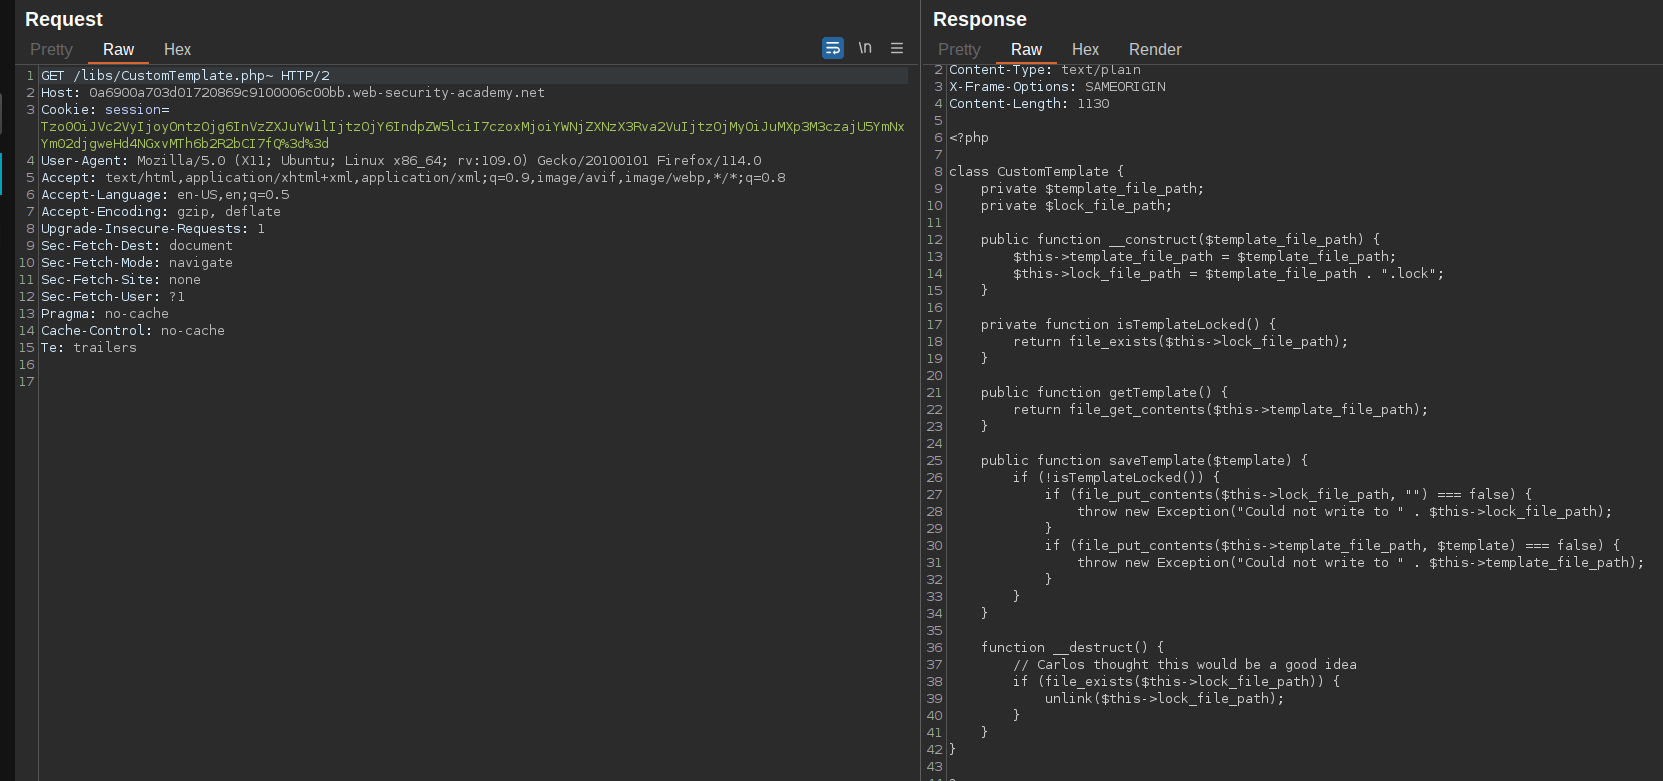 Request
Pretty Raw Hex
\n
1 GET /libs/CustomTemplate.php~ HTTP/2
2 Host: 0a6900a703d01720869c9100006c00bb.web-security-academy.net
3 Cookie: session=
Tzo0OiJVc2VyIjoyOntzOjg6InVzZXJuYW1lIjtzOjY6IndpZW5lciI7czoxMjoiYWNjZXNzX3Rva2VuIjtzOjMyOiJuMXp3M3czajU5YmNx
Ym02djgweHd4NGxvMTh6b2R2bCI7fQ%3d%3d
4 User-Agent: Mozilla/5.0 (X11; Ubuntu; Linux x86_64; rv:109.0) Gecko/20100101 Firefox/114.0
5 Accept: text/html,application/xhtml+xml,application/xml;q=0.9,image/avif,image/webp,*/*;q=0.8
6 Accept-Language: en-US,en;q=0.5
7 Accept-Encoding: gzip, deflate
8 Upgrade-Insecure-Requests: 1
9 Sec-Fetch-Dest: document
10 Sec-Fetch-Mode: navigate
11 Sec-Fetch-Site: none
12 Sec-Fetch-User: ?1
13 Pragma: no-cache
14 Cache-Control: no-cache
15 Te: trailers
16
17
Response
Pretty Raw Hex Render
2 Content-Type: text/plain
3 X-Frame-Options: SAMEORIGIN
4 Content-Length: 1130
5
6 <?php
7
8 class CustomTemplate {
9 private $template_file_path;
10 private $lock_file_path;
11
12 public function __construct($template_file_path) {
13 $this->template_file_path = $template_file_path;
14 $this->lock_file_path = $template_file_path . ".lock";
15 }
16
17 private function isTemplateLocked() {
18 return file_exists($this->lock_file_path);
19 }
20
21 public function getTemplate() {
22 return file_get_contents($this->template_file_path);
23 }
24
25 public function saveTemplate($template) {
26 if (!isTemplateLocked()) {
27 if (file_put_contents($this->lock_file_path, "") === false) {
28 throw new Exception("Could not write to " . $this->lock_file_path);
29 }
30 if (file_put_contents($this->template_file_path, $template) === false) {
31 throw new Exception("Could not write to " . $this->template_file_path);
32 }
33 }
34 }
35
36 function __destruct() {
37 // Carlos thought this would be a good idea
38 if (file_exists($this->lock_file_path)) {
39 unlink($this->lock_file_path);
40 }
41 }
42 }
43